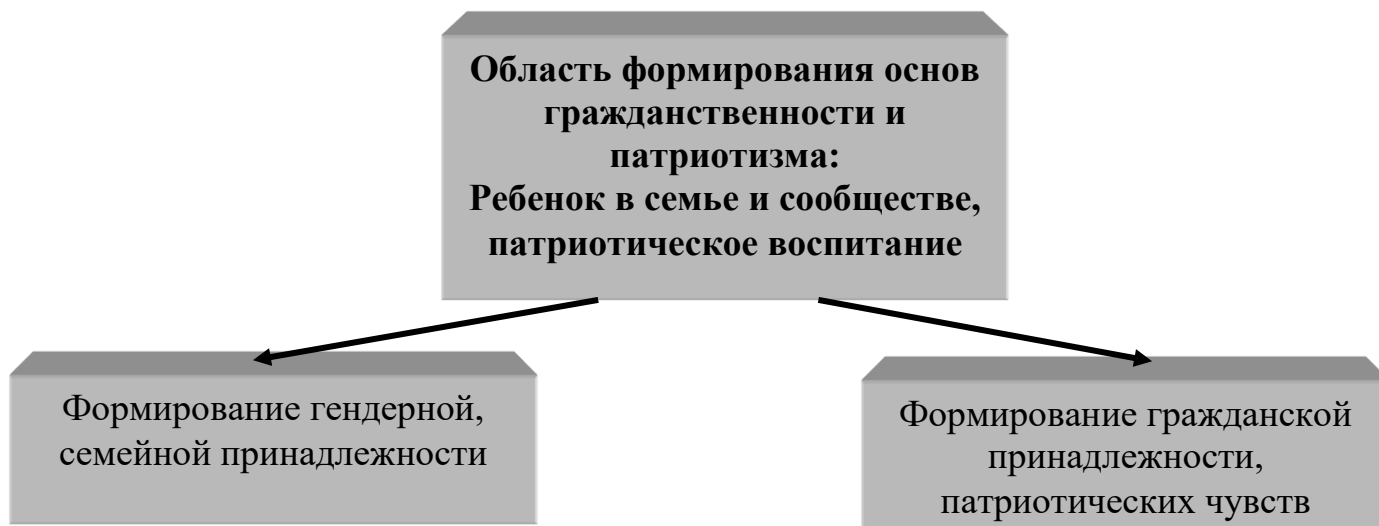 Область формирования основ
гражданственности и
патриотизма:
Ребенок в семье и сообществе,
патриотическое воспитание
Формирование гендерной,
семейной принадлежности
Формирование гражданской
принадлежности,
патриотических чувств